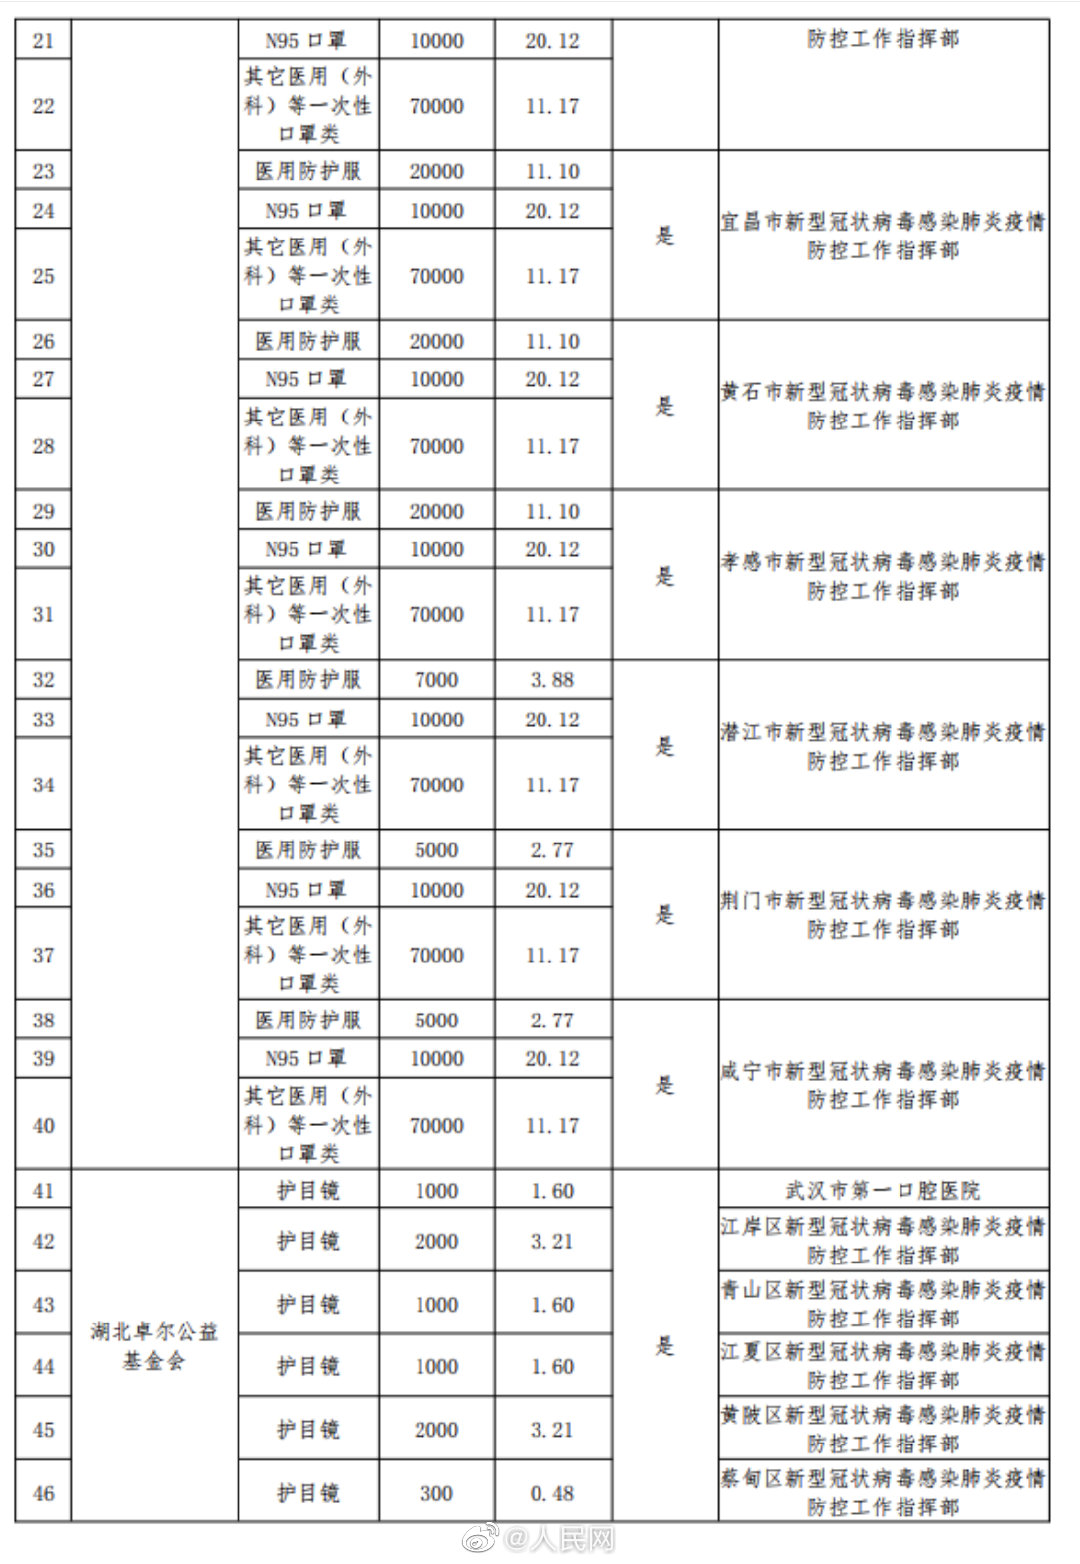 21 N95 口罩 10000 20.12 防控工作指挥部
其它医用（外
22 科）等一次性 70000 11.17
口罩类
23 医用防护服 20000 11.10
24 N95 口罩 10000 20.12
是 宜昌市新型冠状病毒感染肺炎疫情
防控工作指挥部
其它医用（外
25 科）等一次性 70000 11.17
口罩类
26 医用防护服 20000 11.10
27 N95 口罩 10000 20.12
是 黄石市新型冠状病毒感染肺炎疫情
防控工作指挥部
其它医用（外
28 科）等一次性 70000 11.17
口罩类
29 医用防护服 20000 11.10
30 N95 口罩 10000 20.12
是 孝感市新型冠状病毒感染肺炎疫情
防控工作指挥部
其它医用（外
31 科）等一次性 70000 11.17
口罩类
32 医用防护服 7000 3.88
33 N95 口罩 10000 20.12
是 潜江市新型冠状病毒感染肺炎疫情
防控工作指挥部
其它医用（外
34 科）等一次性 70000 11.17
口罩类
35 医用防护服 5000 2.77
36 N95 口罩 10000 20.12
是 荆门市新型冠状病毒感染肺炎疫情
防控工作指挥部
其它医用（外
37 科）等一次性 70000 11.17
口罩类
38 医用防护服 5000 2.77
39 N95 口罩 10000 20.12
是 咸宁市新型冠状病毒感染肺炎疫情
防控工作指挥部
其它医用（外
40 科）等一次性 70000 11.17
口罩类
湖北卓尔公益
基金会
是
41 护目镜 1000 1.60 武汉市第一口腔医院
42 护目镜 2000 3.21 江岸区新型冠状病毒感染肺炎疫情
防控工作指挥部
43 护目镜 1000 1.60 青山区新型冠状病毒感染肺炎疫情
防控工作指挥部
44 护目镜 1000 1.60 江夏区新型冠状病毒感染肺炎疫情
防控工作指挥部
45 护目镜 2000 3.21 黄陂区新型冠状病毒感染肺炎疫情
防控工作指挥部
46 护目镜 300 0.48 蔡甸区新型冠状病毒感染肺炎疫情
防控工作指挥部
@人民网